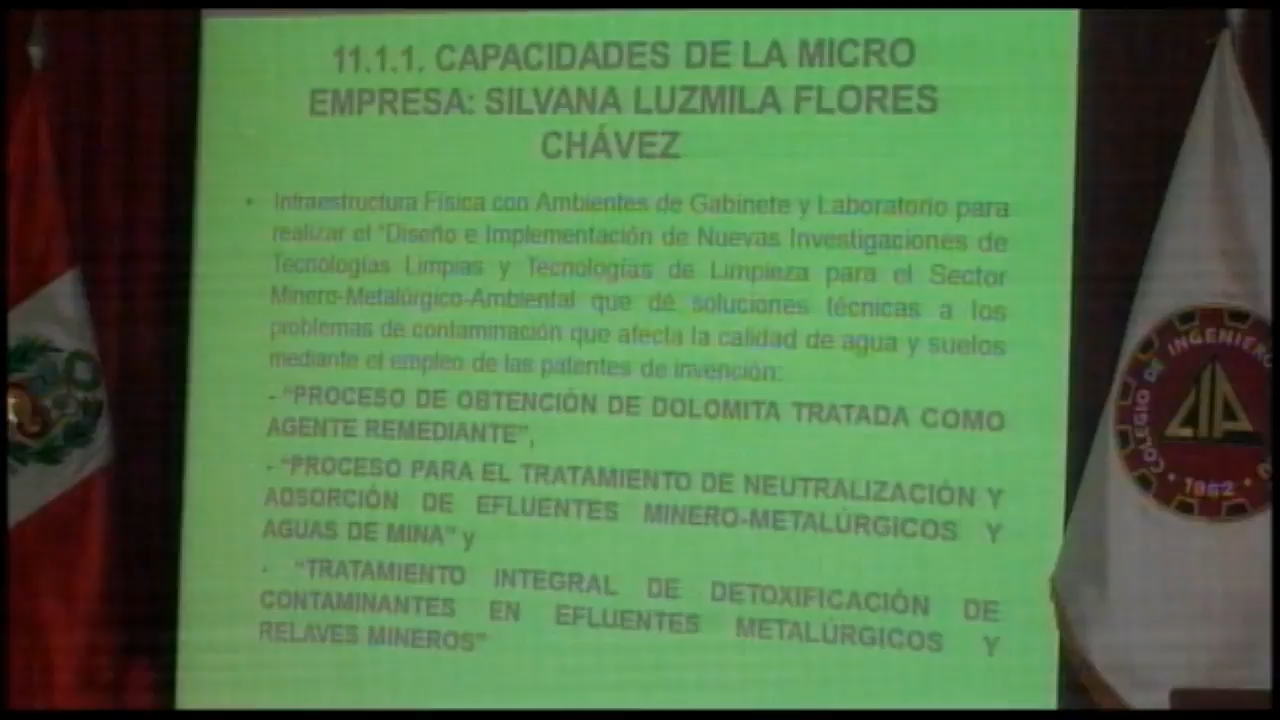 11.1.1. CAPACIDADES DE LA MICRO
EMPRESA: SILVANA LUZMILA FLORES
CHÁVEZ
• Infraestructura Física con Ambientes de Gabinete y Laboratorio para
realizar el "Diseño e Implementación de Nuevas Investigaciones de
Tecnologías Limpias y Tecnologías de Limpieza para el Sector
Minero-Metalúrgico-Ambiental que dé soluciones técnicas a los
problemas de contaminación que afecta la calidad de agua y suelos
mediante el empleo de las patentes de invención:
- "PROCESO DE OBTENCIÓN DE DOLOMITA TRATADA COMO
AGENTE REMEDIANTE",
- "PROCESO PARA EL TRATAMIENTO DE NEUTRALIZACIÓN Y
ADSORCIÓN DE EFLUENTES MINERO-METALÚRGICOS Y
AGUAS DE MINA" y
- "TRATAMIENTO INTEGRAL DE DETOXIFICACIÓN DE
CONTAMINANTES EN EFLUENTES METALÚRGICOS Y
RELAVES MINEROS"
COLEGIO DE
CIP
• 1962 •